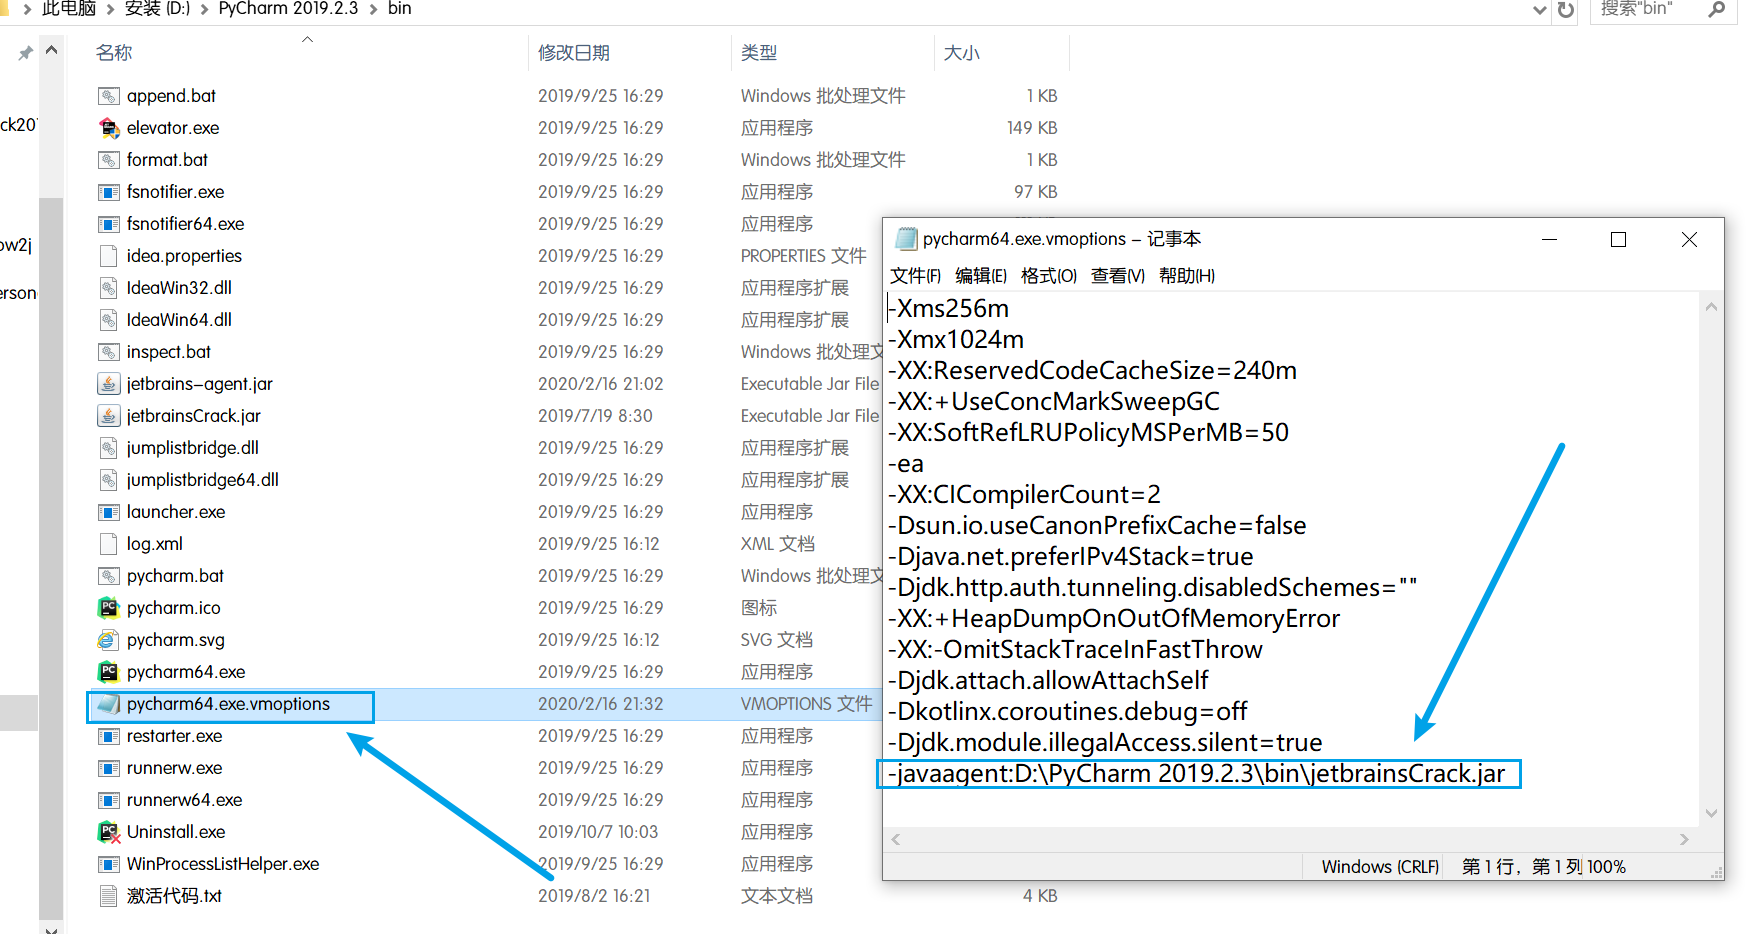 此电脑 > 安装 (D:) > PyCharm 2019.2.3 > bin
搜索"bin"
名称 修改日期 类型 大小
append.bat 2019/9/25 16:29 Windows 批处理文件 1 KB
elevator.exe 2019/9/25 16:29 应用程序 149 KB
format.bat 2019/9/25 16:29 Windows 批处理文件 1 KB
fsnotifier.exe 2019/9/25 16:29 应用程序 97 KB
fsnotifier64.exe 2019/9/25 16:29 应用程序
idea.properties 2019/9/25 16:29 PROPERTIES 文件
IdeaWin32.dll 2019/9/25 16:29 应用程序扩展
IdeaWin64.dll 2019/9/25 16:29 应用程序扩展
inspect.bat 2019/9/25 16:29 Windows 批处理文
jetbrains-agent.jar 2020/2/16 21:02 Executable Jar File
jetbrainsCrack.jar 2019/7/19 8:30 Executable Jar File
jumplistbridge.dll 2019/9/25 16:29 应用程序扩展
jumplistbridge64.dll 2019/9/25 16:29 应用程序扩展
launcher.exe 2019/9/25 16:29 应用程序
log.xml 2019/9/25 16:12 XML 文档
pycharm.bat 2019/9/25 16:29 Windows 批处理文
pycharm.ico 2019/9/25 16:29 图标
pycharm.svg 2019/9/25 16:12 SVG 文档
pycharm64.exe 2019/9/25 16:29 应用程序
pycharm64.exe.vmoptions 2020/2/16 21:32 VMOPTIONS 文件
restarter.exe 2019/9/25 16:29 应用程序
runnerw.exe 2019/9/25 16:29 应用程序
runnerw64.exe 2019/9/25 16:29 应用程序
Uninstall.exe 2019/10/7 10:03 应用程序
WinProcessListHelper.exe 2019/9/25 16:29 应用程序
激活代码.txt 2019/8/2 16:21 文本文档 4 KB
ck20
ow2j
erson
pycharm64.exe.vmoptions - 记事本
文件(F) 编辑(E) 格式(O) 查看(V) 帮助(H)
-Xms256m
-Xmx1024m
-XX:ReservedCodeCacheSize=240m
-XX:+UseConcMarkSweepGC
-XX:SoftRefLRUPolicyMSPerMB=50
-ea
-XX:CICompilerCount=2
-Dsun.io.useCanonPrefixCache=false
-Djava.net.preferIPv4Stack=true
-Djdk.http.auth.tunneling.disabledSchemes=""
-XX:+HeapDumpOnOutOfMemoryError
-XX:-OmitStackTraceInFastThrow
-Djdk.attach.allowAttachSelf
-Dkotlinx.coroutines.debug=off
-Djdk.module.illegalAccess.silent=true
-javaagent:D:\PyCharm 2019.2.3\bin\jetbrainsCrack.jar
Windows (CRLF) 第 1 行，第 1 列 100%